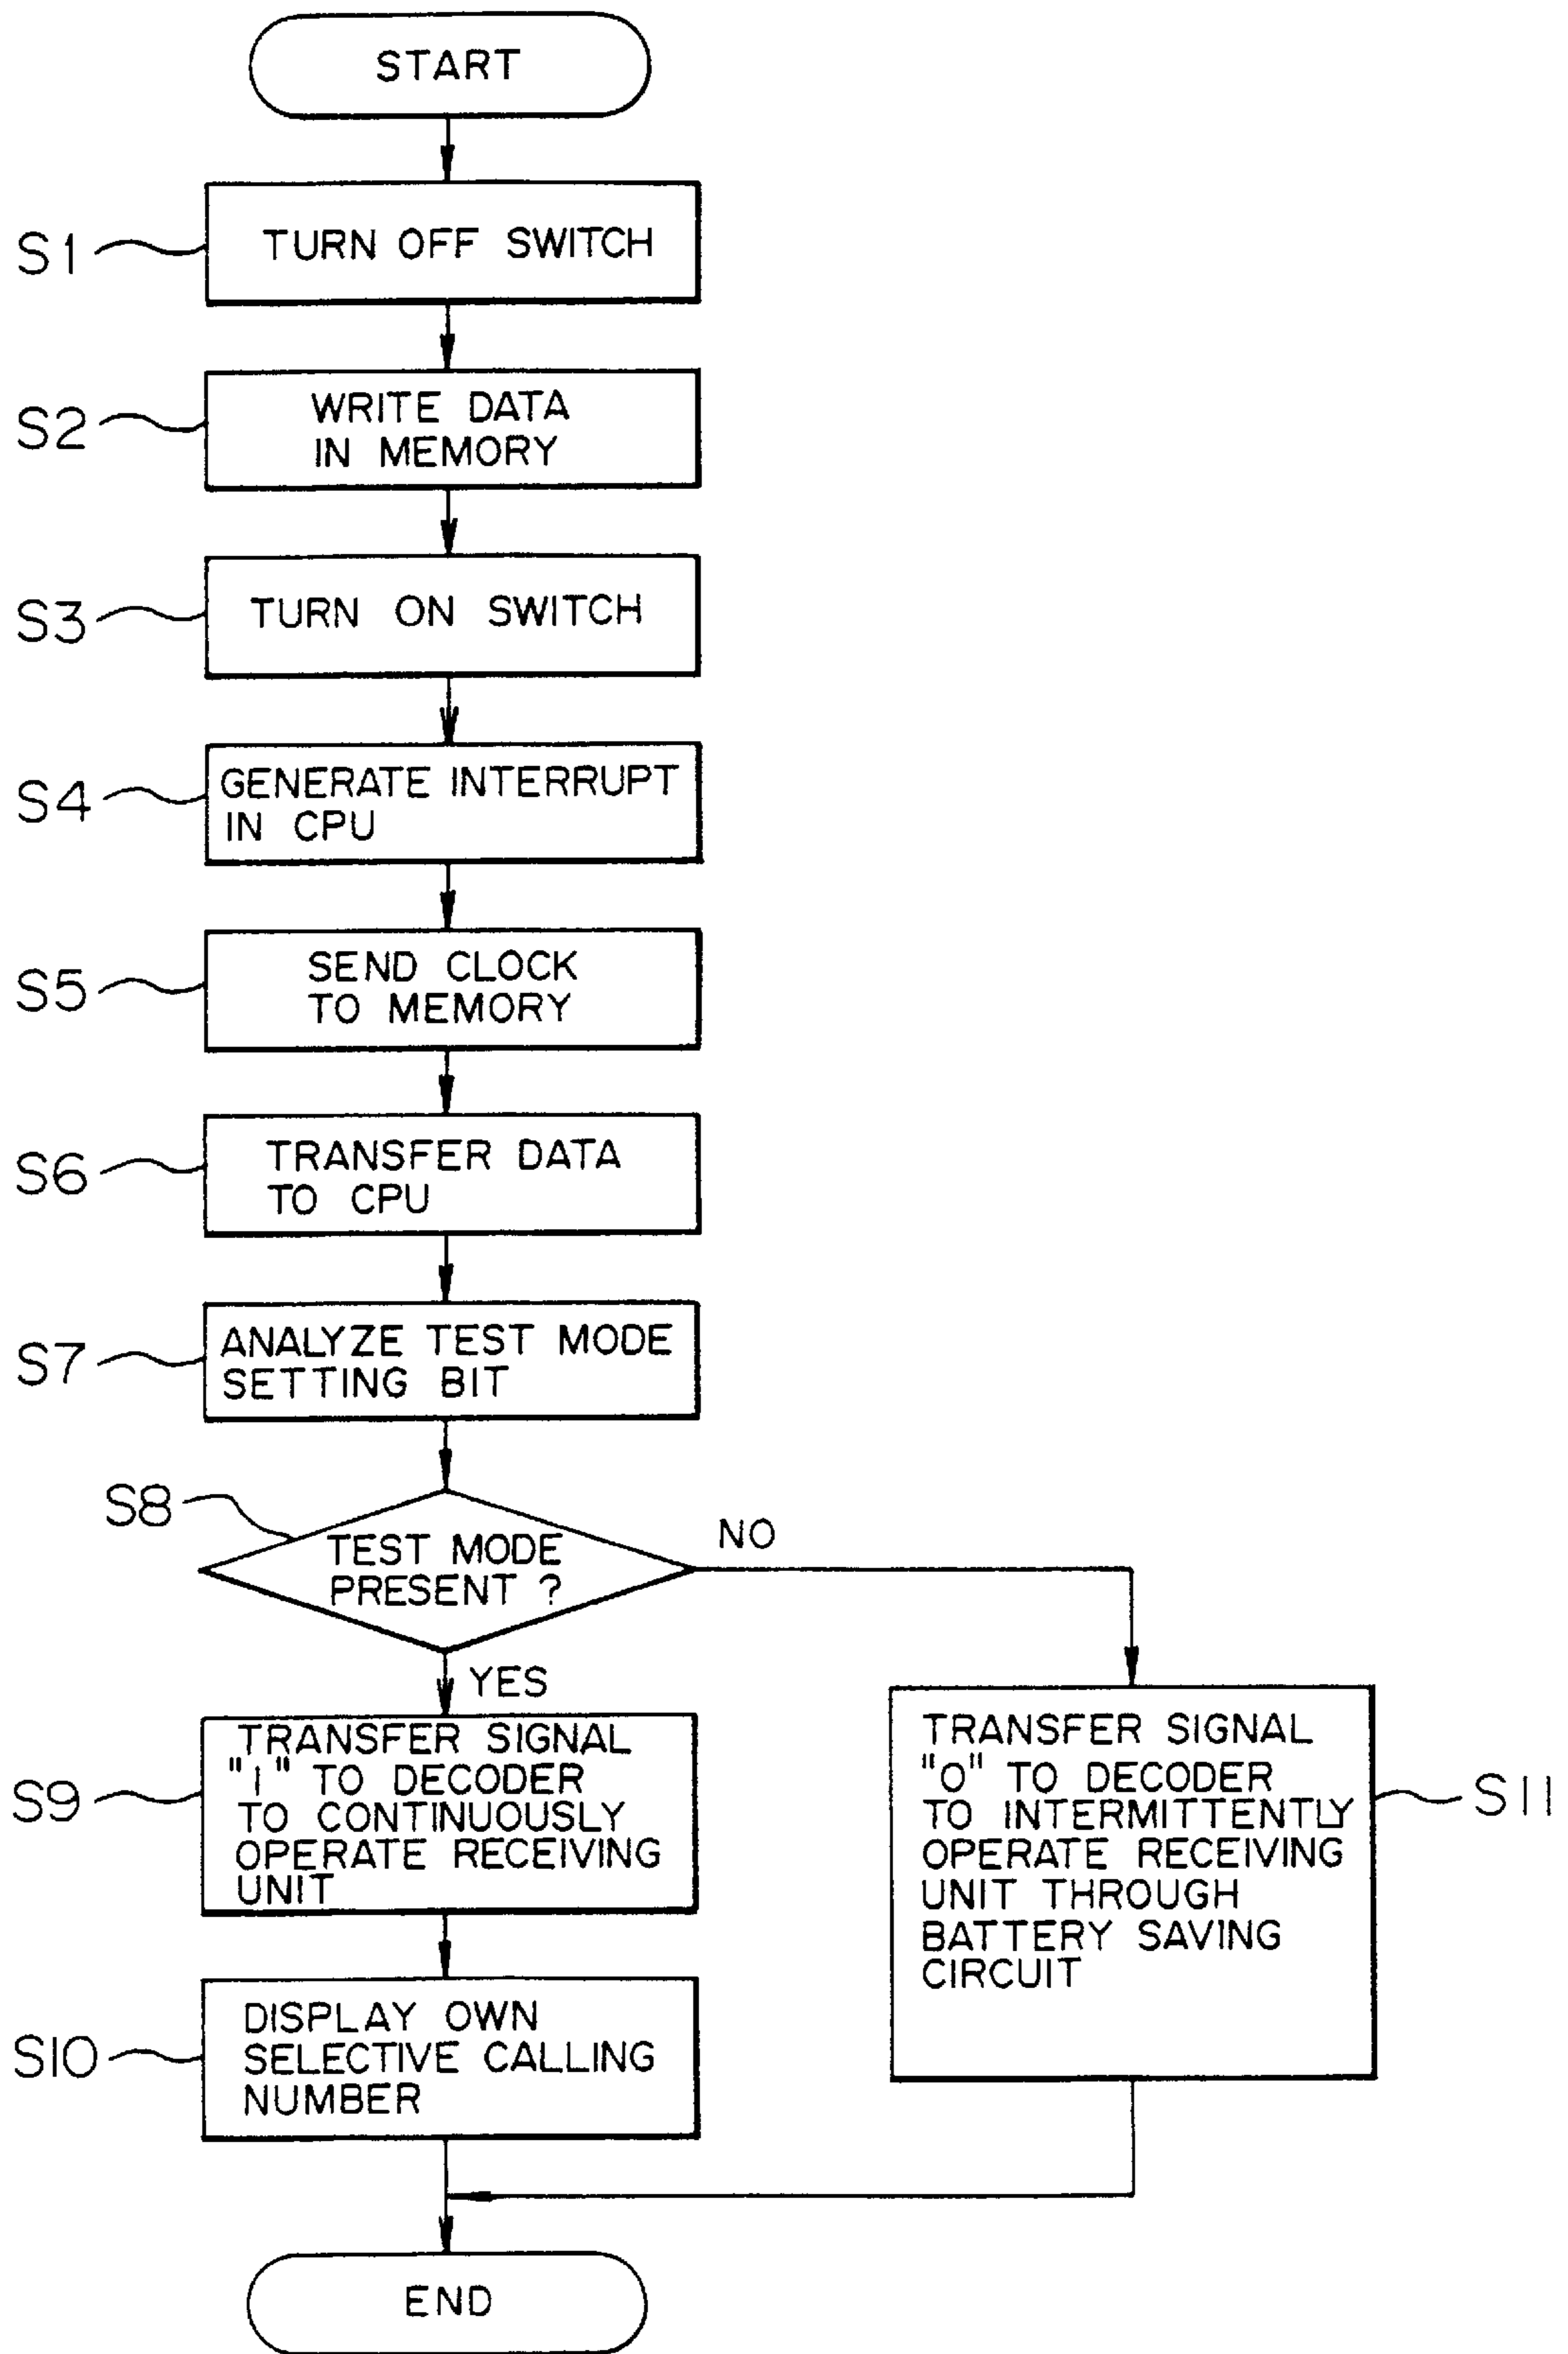 START
S1
TURN OFF SWITCH
S2
WRITE DATA
IN MEMORY
S3
TURN ON SWITCH
S4
GENERATE INTERRUPT
IN CPU
S5
SEND CLOCK
TO MEMORY
S6
TRANSFER DATA
TO CPU
S7
ANALYZE TEST MODE
SETTING BIT
S8
TEST MODE
PRESENT ?
NO
YES
S9
TRANSFER SIGNAL
"1" TO DECODER
TO CONTINUOUSLY
OPERATE RECEIVING
UNIT
TRANSFER SIGNAL
"0" TO DECODER
TO INTERMITTENTLY
OPERATE RECEIVING
UNIT THROUGH
BATTERY SAVING
CIRCUIT
S11
S10
DISPLAY OWN
SELECTIVE CALLING
NUMBER
END